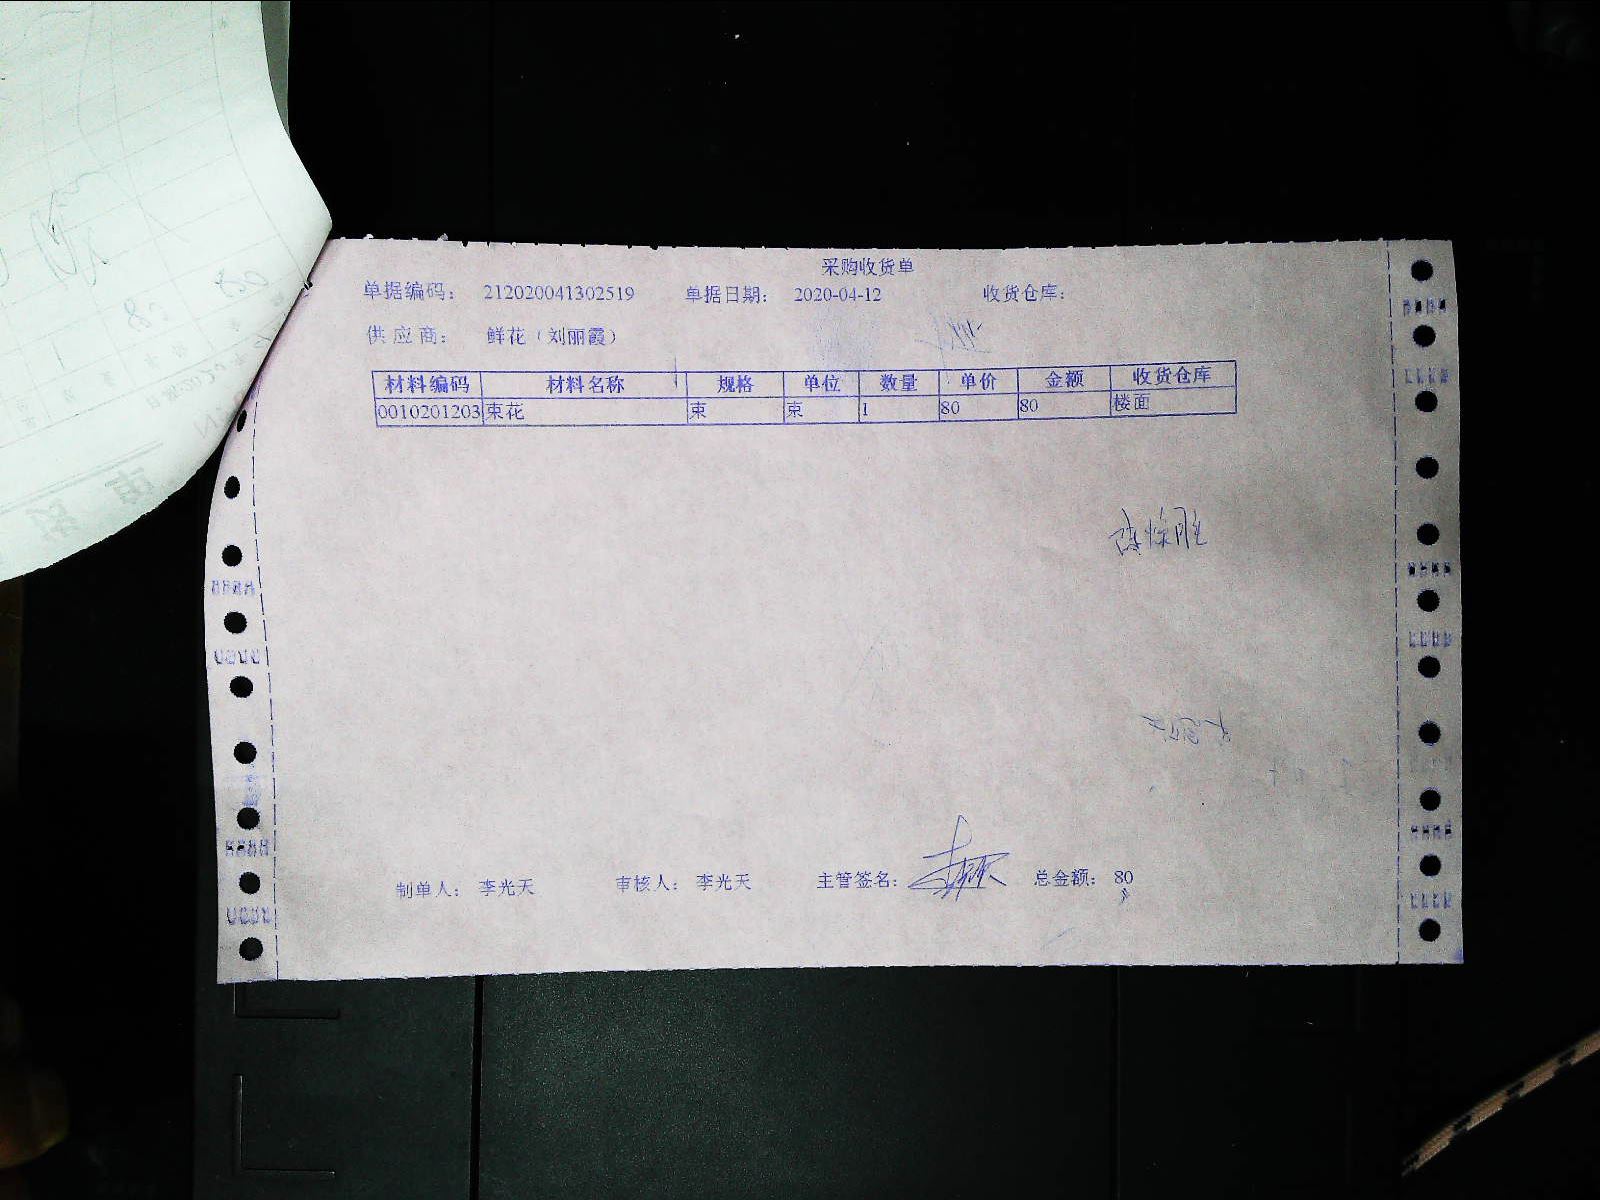 采购收货单
单据编码： 212020041302519 单据日期： 2020-04-12 收货仓库：
供应商： 鲜花（刘丽霞）
材料编码 材料名称 规格 单位 数量 单价 金额 收货仓库
0010201203 束花 束 束 1 80 80 楼面
制单人： 李光天 审核人： 李光天 主管签名： 总金额： 80